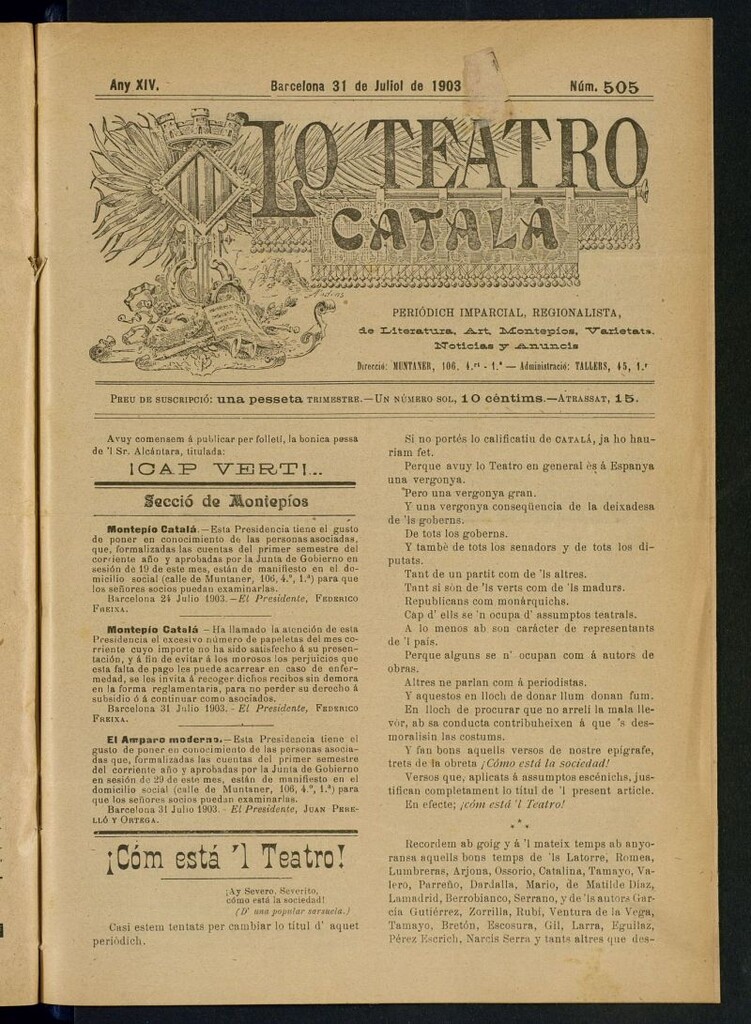 Any XIV.
Barcelona 31 de Juliol de 1903
Núm. 505
LO TEATRO
CATALÁ
PERIÓDICH IMPARCIAL, REGIONALISTA,
de Literatura, Art, Montepíos, Varietats,
Noticias y Anuncis
Direcció: MUNTANER, 106, 4.rt - 1.ª — Administració: TALLERS, 45, 1.r
PREU DE SUSCRIPCIÓ: una pesseta TRIMESTRE.—UN NÚMERO SOL, 10 cèntims.—ATRASSAT, 15.
Avuy comensem á publicar per folletí, la bonica pessa
de 'l Sr. Alcántara, titulada:
¡CAP VERT!...
Secció de Montepíos
Montepío Catalá.—Esta Presidencia tiene el gusto
de poner en conocimiento de las personas asociadas,
que, formalizadas las cuentas del primer semestre del
corriente año y aprobadas por la Junta de Gobierno en
sesión de 19 de este mes, están de manifiesto en el do-
micilio social (calle de Muntaner, 106, 4.º, 1.ª) para que
los señores socios puedan examinarlas.
Barcelona 24 Julio 1903.—El Presidente, FEDERICO
FREIXA.
Montepío Catalá — Ha llamado la atención de esta
Presidencia el excesivo número de papeletas del mes co-
rriente cuyo importe no ha sido satisfecho á su presen-
tación, y á fin de evitar á los morosos los perjuicios que
esta falta de pago les puede acarrear en caso de enfer-
medad, se les invita á recoger dichos recibos sin demora
en la forma reglamentaria, para no perder su derecho á
subsidio ó á continuar como asociados.
Barcelona 31 Julio 1903. - El Presidente, FEDERICO
FREIXA.
El Amparo moderno.—Esta Presidencia tiene el
gusto de poner en conocimiento de las personas asocia-
das que, formalizadas las cuentas del primer semestre
del corriente año y aprobadas por la Junta de Gobierno
en sesión de 29 de este mes, están de manifiesto en el
domicilio social (calle de Muntaner, 106, 4.º, 1.ª) para
que los señores socios puedan examinarlas.
Barcelona 31 Julio 1903. - El Presidente, JUAN PERE-
LLÓ Y ORTEGA.
¡Cóm está 'l Teatro!
¡Ay Severo, Severito,
cómo está la sociedad!
(D' una popular sarsuela.)
Casi estem tentats per cambiar lo títul d' aquet
periòdich.
Si no portés lo calificatiu de CATALÁ, ja ho hau-
riam fet.
Perque avuy lo Teatro en general ès á Espanya
una vergonya.
Pero una vergonya gran.
Y una vergonya conseqüencia de la deixadesa
de 'ls goberns.
De tots los goberns.
Y també de tots los senadors y de tots los di-
putats.
Tant de un partit com de 'ls altres.
Tant si són de 'ls verts com de 'ls madurs.
Republicans com monárquichs.
Cap d' ells se 'n ocupa d' assumptos teatrals.
A lo menos ab son carácter de representants
de 'l país.
Perque alguns se n' ocupan com á autors de
obras.
Altres ne parlan com á periodistas.
Y aquestos en lloch de donar llum donan fum.
En lloch de procurar que no arreli la mala lle-
vòr, ab sa conducta contribuheixen á que 's des-
moralisin las costums.
Y fan bons aquells versos de nostre epígrafe,
trets de la obreta ¡Cómo está la sociedad!
Versos que, aplicats á assumptos escénichs, jus-
tifican completament lo títul de 'l present article.
En efecte; ¡cóm está 'l Teatro!
* * *
Recordem ab goig y á 'l mateix temps ab anyo-
ransa aquells bons temps de 'ls Latorre, Romea,
Lumbreras, Arjona, Ossorio, Catalina, Tamayo, Va-
lero, Parreño, Dardalla, Mario, de Matilde Diaz,
Lamadrid, Berrobianco, Serrano, y de 'ls autors Gar-
cía Gutiérrez, Zorrilla, Rubí, Ventura de la Vega,
Tamayo, Bretón, Escosura, Gil, Larra, Eguilaz,
Pérez Escrich, Narcís Serra y tants altres que des-